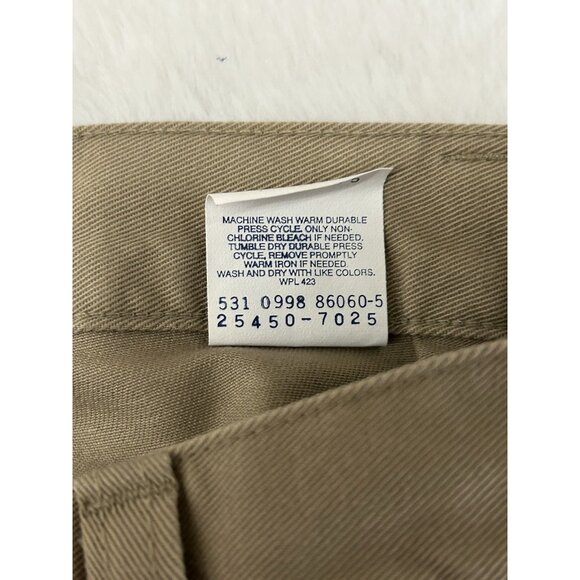 MACHINE WASH WARM DURABLE
PRESS CYCLE. ONLY NON-
CHLORINE BLEACH IF NEEDED.
TUMBLE DRY DURABLE PRESS
CYCLE, REMOVE PROMPTLY
WARM IRON IF NEEDED.
WASH AND DRY WITH LIKE COLORS.
WPL 423
531 0998 86060-5
25450-7025